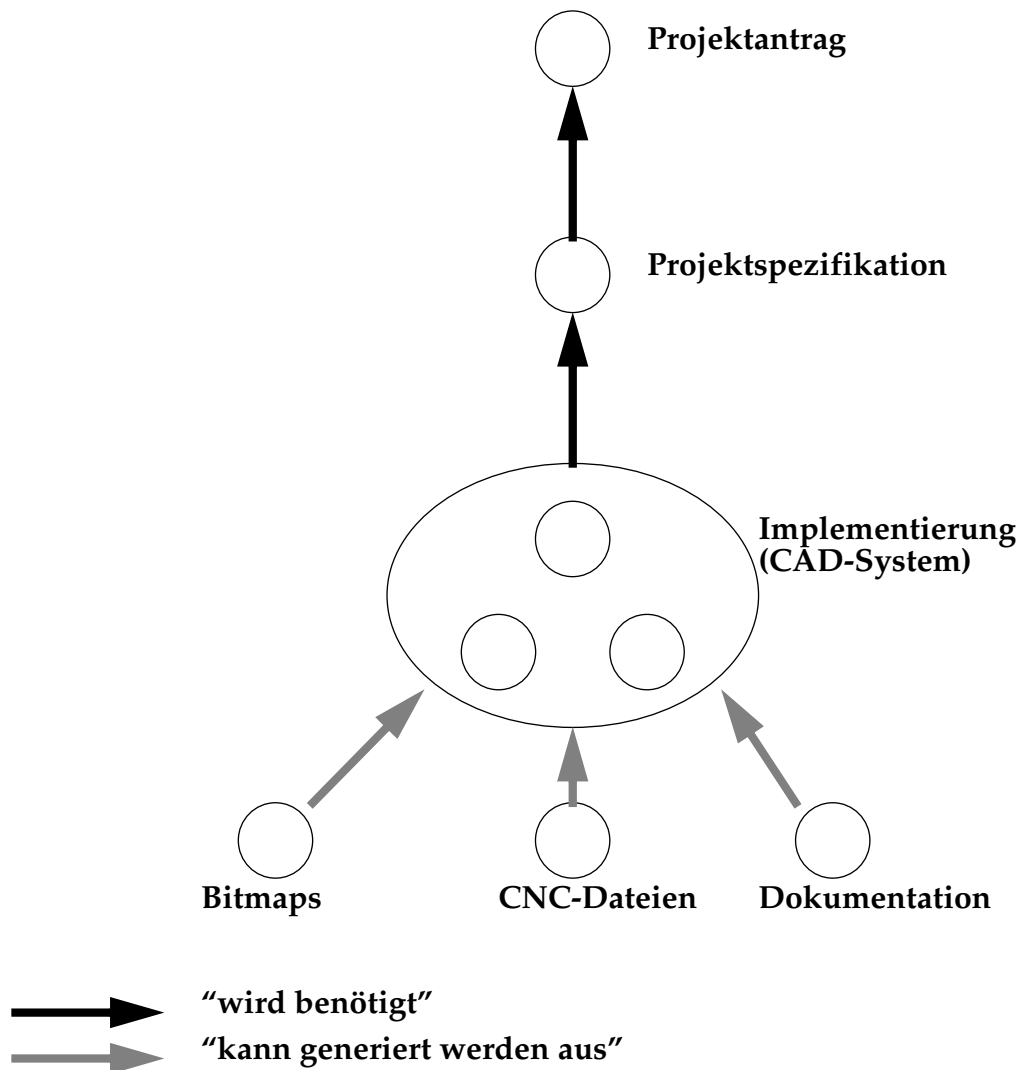 Projektantrag
Projektspezifikation
Implementierung
(CAD-System)
Bitmaps
CNC-Dateien
Dokumentation
“wird benötigt”
“kann generiert werden aus”